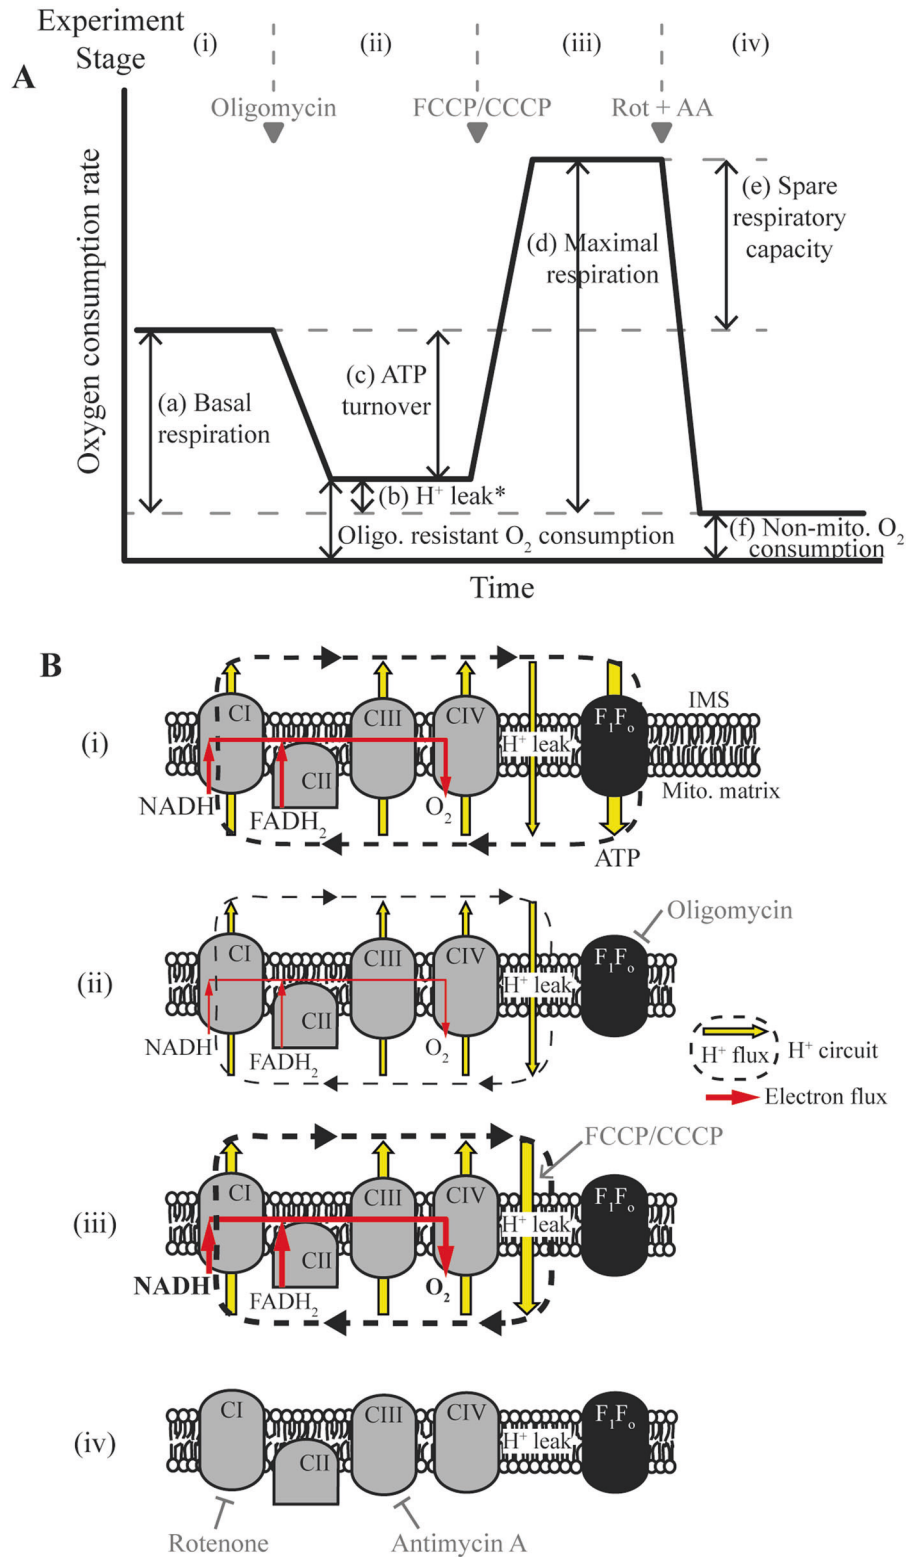 Experiment
Stage
(i)
(ii)
(iii)
(iv)
A
Oligomycin
FCCP/CCCP
Rot + AA
Oxygen consumption rate
(a) Basal
respiration
(c) ATP
turnover
(b) H⁺ leak*
Oligo. resistant O₂ consumption
(d) Maximal
respiration
(e) Spare
respiratory
capacity
(f) Non-mito. O₂
consumption
Time
B
(i)
CI
CII
CIII
CIV
H⁺ leak
F₁Fₒ
IMS
Mito. matrix
NADH
FADH₂
O₂
ATP
(ii)
CI
CII
CIII
CIV
H⁺ leak
F₁Fₒ
Oligomycin
NADH
FADH₂
O₂
H⁺ flux
H⁺ circuit
Electron flux
(iii)
CI
CII
CIII
CIV
H⁺ leak
F₁Fₒ
FCCP/CCCP
NADH
FADH₂
O₂
(iv)
CI
CII
CIII
CIV
H⁺ leak
F₁Fₒ
Rotenone
Antimycin A